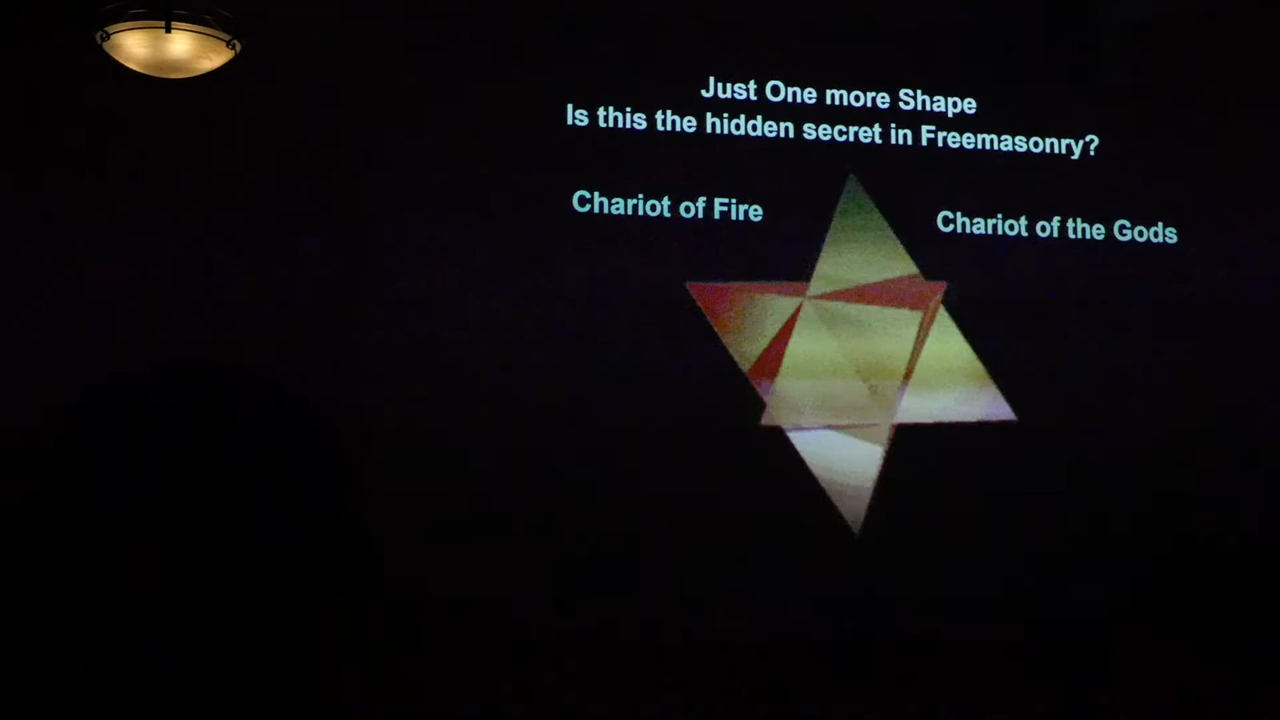 Just One more Shape
Is this the hidden secret in Freemasonry?
Chariot of Fire
Chariot of the Gods